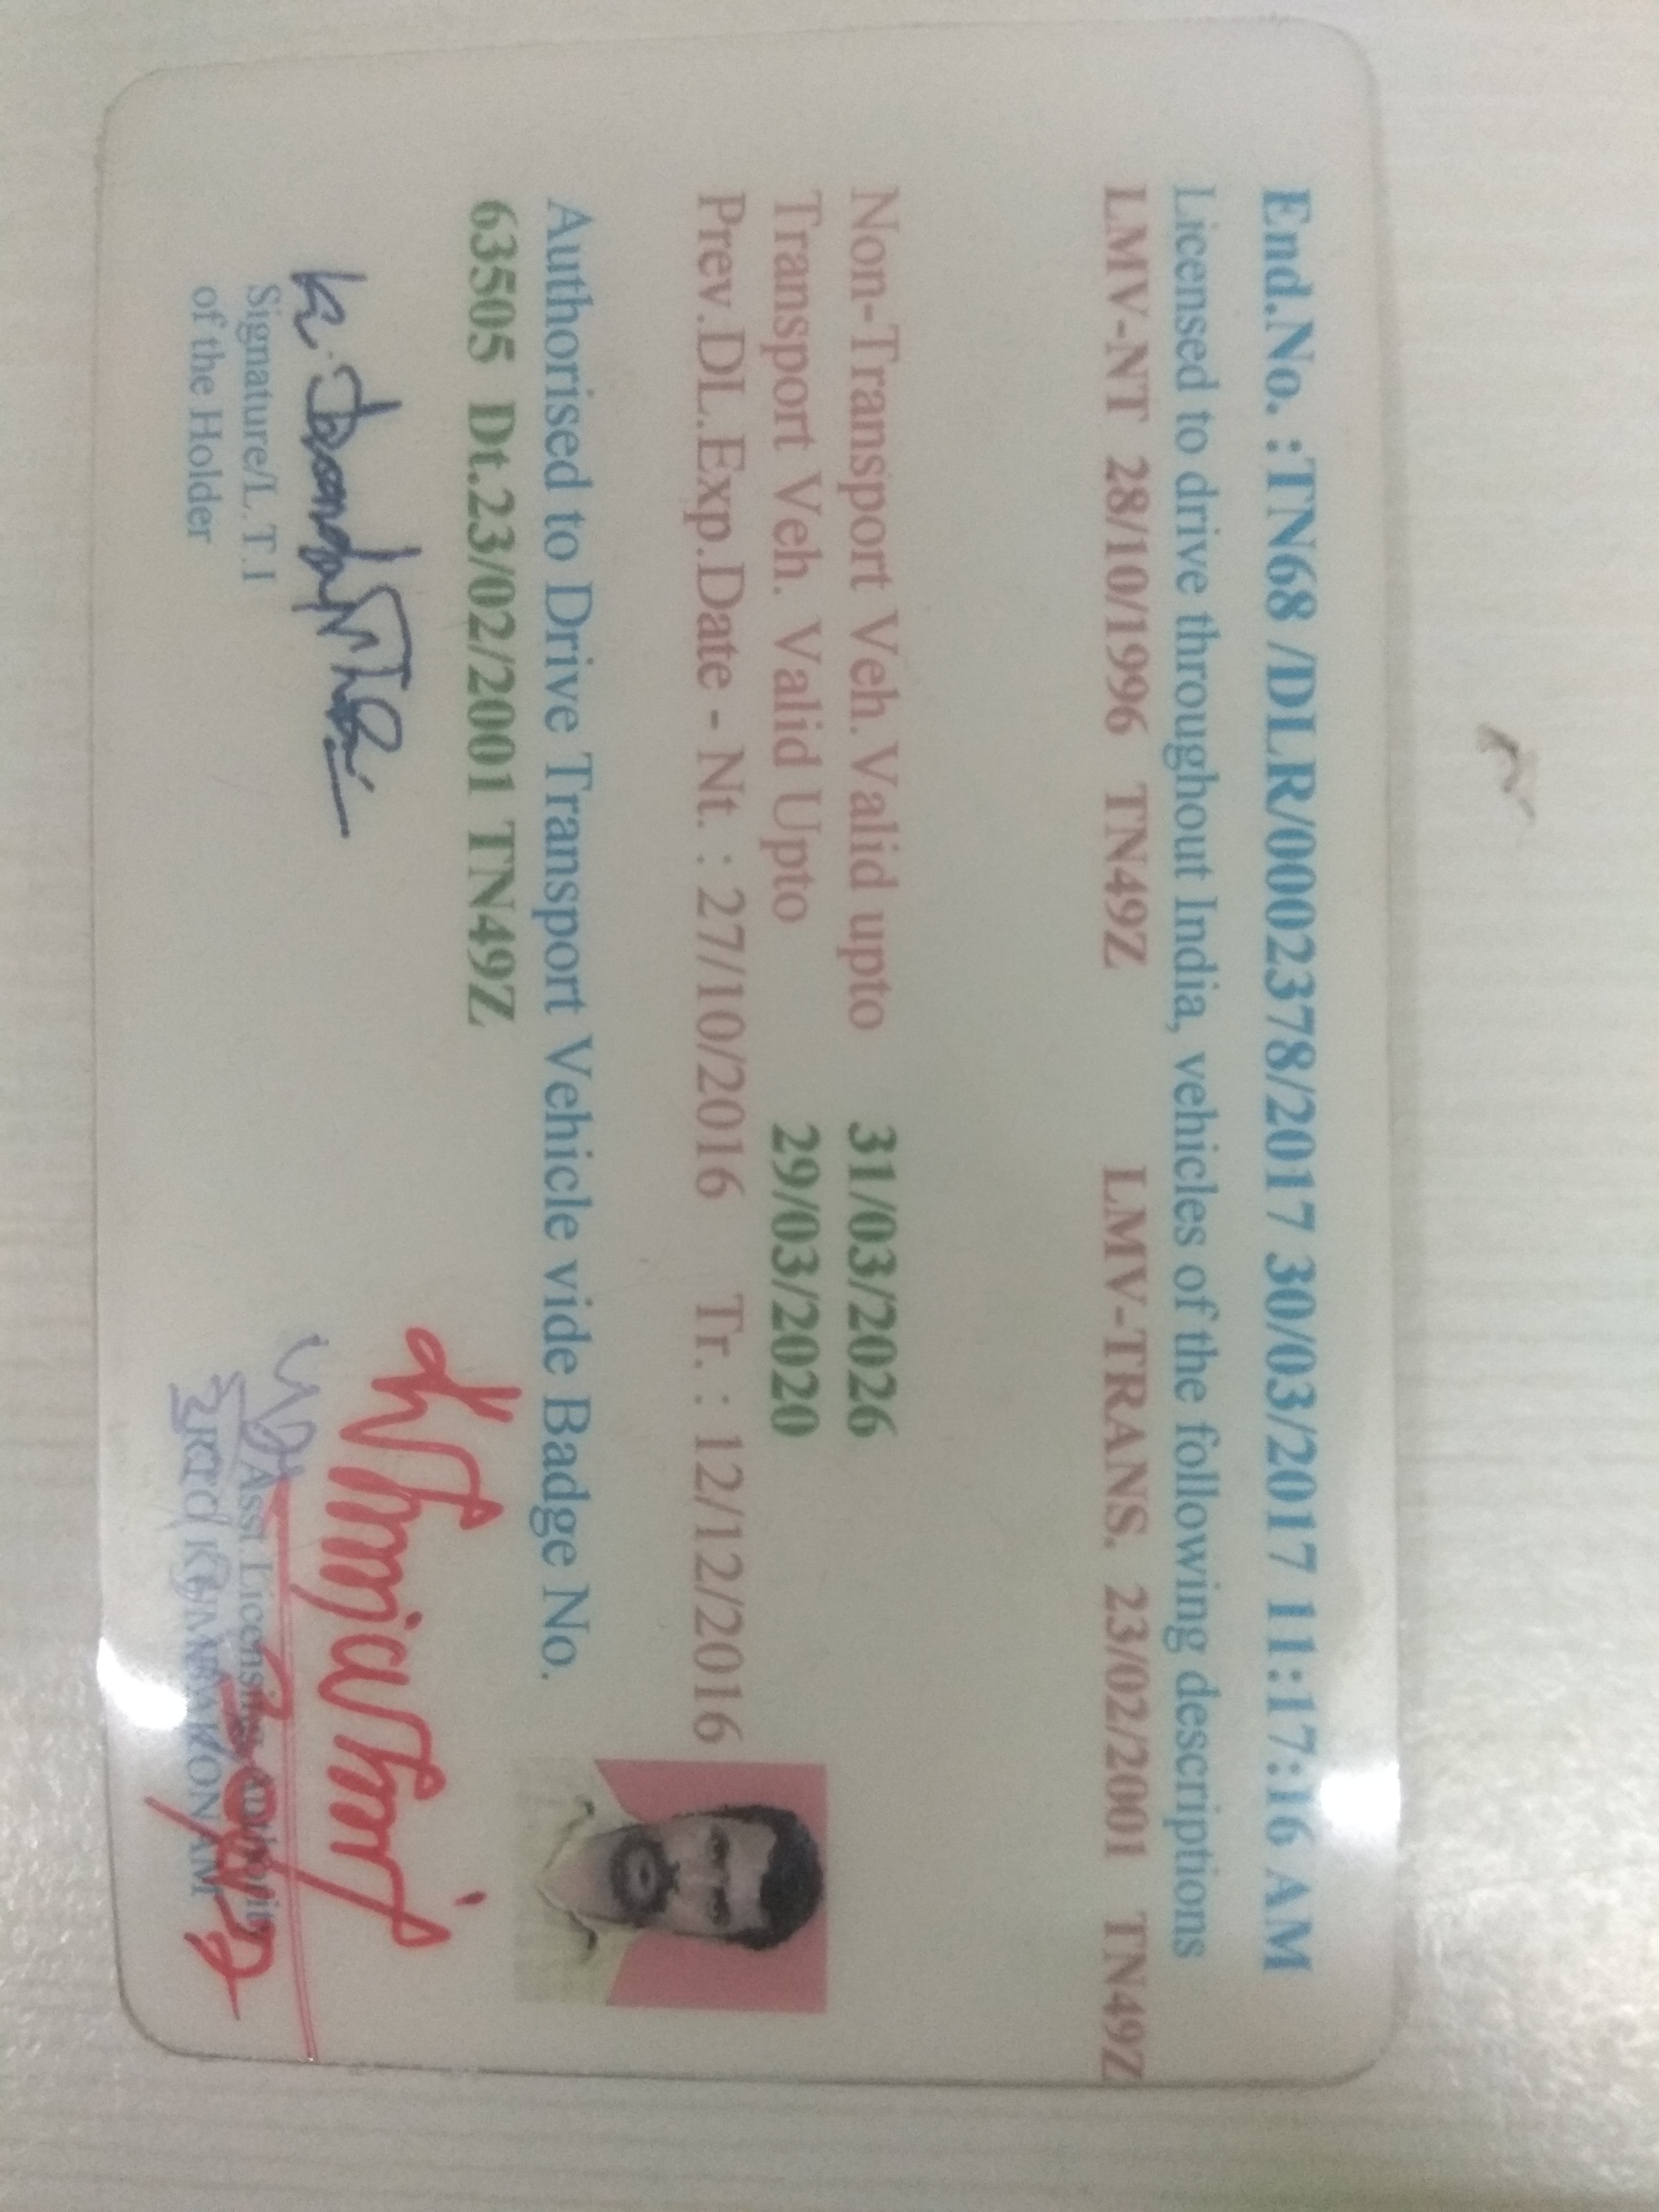 End.No. :TN68 /DLR/0002378/2017 30/03/2017 11:17:16 AM
Licensed to drive throughout India, vehicles of the following descriptions
LMV-NT 28/10/1996 TN49Z LMV-TRANS. 23/02/2001 TN49Z
Non-Transport Veh. Valid upto 31/03/2026
Transport Veh. Valid Upto 29/03/2020
Prev.DL.Exp.Date - Nt. : 27/10/2016 Tr. : 12/12/2016
Authorised to Drive Transport Vehicle vide Badge No.
63505 Dt.23/02/2001 TN49Z
Signature/L.T.I
of the Holder
Asst. Licensing Authority
KUMBAKONAM